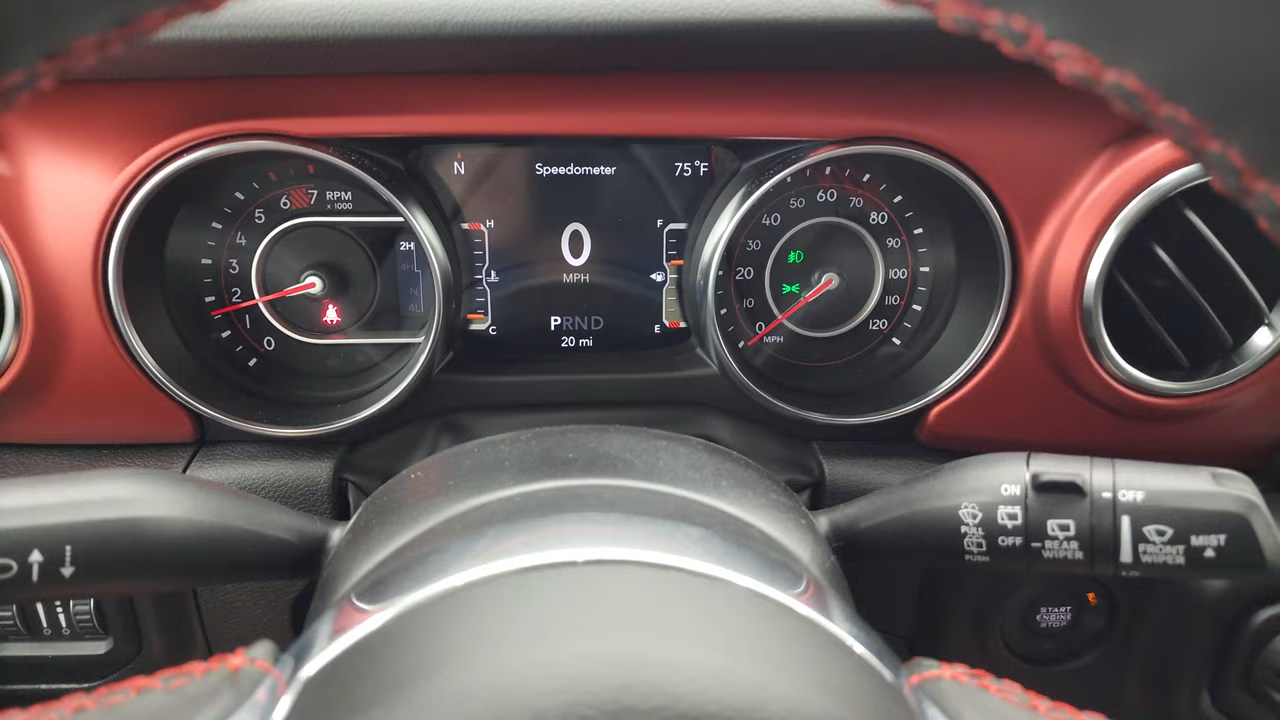 N
Speedometer
75°F
0
MPH
H
C
F
E
PRND
20 mi
0
1
2
3
4
5
6
7
RPM
x 1000
2H
4H
N
4L
0
10
20
30
40
50
60
70
80
90
100
110
120
MPH
PULL
PUSH
ON
OFF
REAR
WIPER
OFF
FRONT
WIPER
MIST
START
ENGINE
STOP